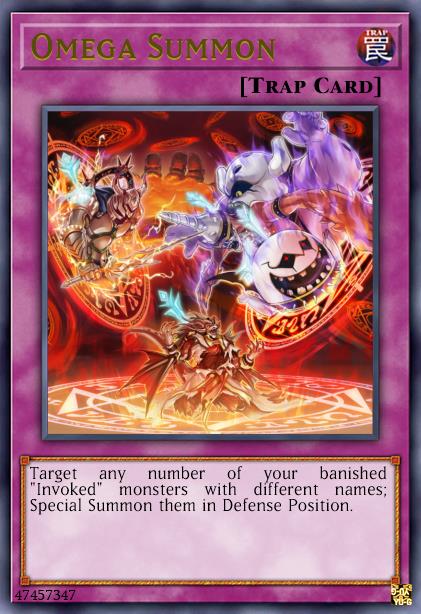 Omega Summon
TRAP
罠
[Trap Card]
Target any number of your banished
"Invoked" monsters with different names;
Special Summon them in Defense Position.
47457347